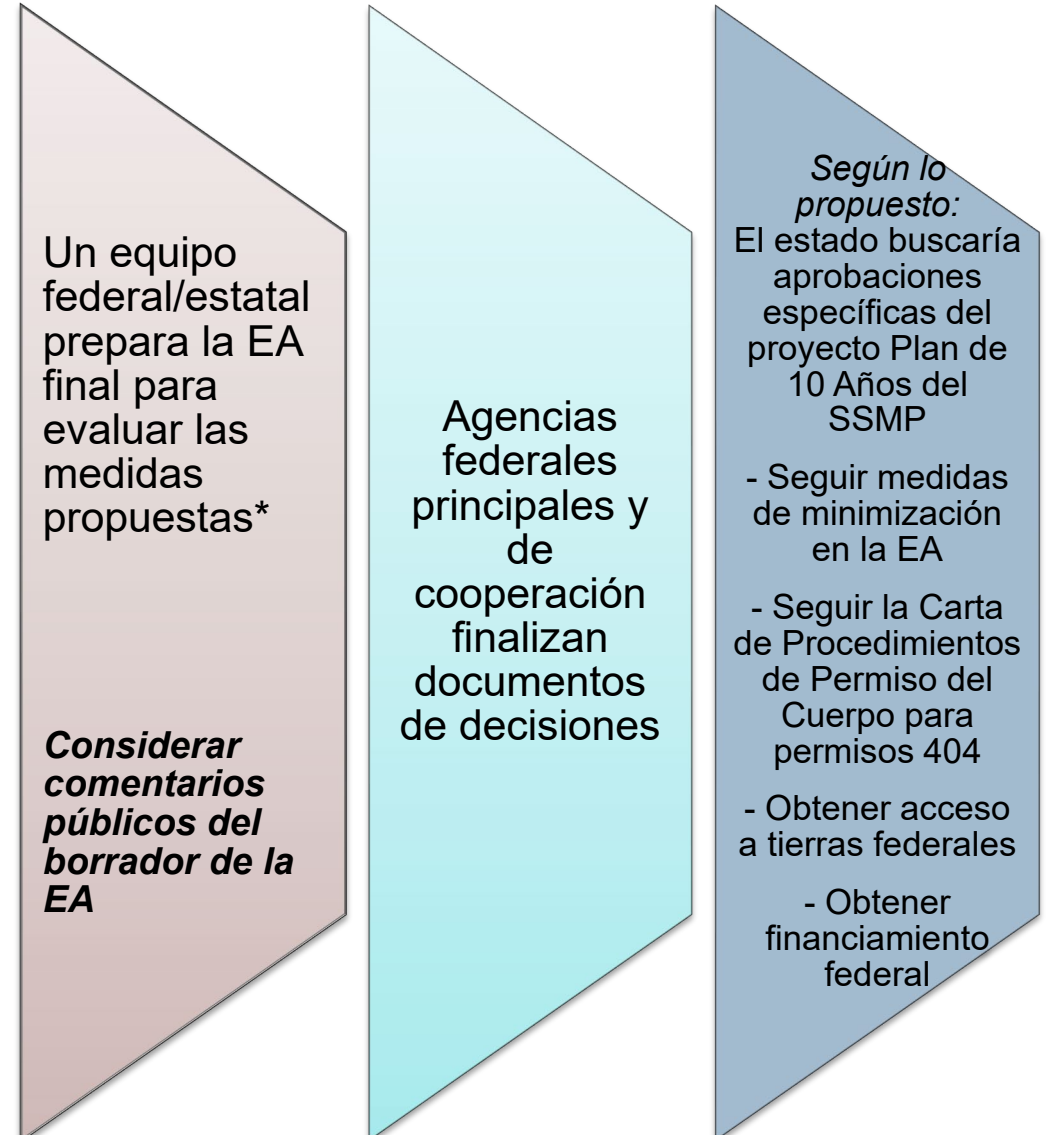 Un equipo
federal/estatal
prepara la EA
final para
evaluar las
medidas
propuestas*
Considerar
comentarios
públicos del
borrador de la
EA
Agencias
federales
principales y
de
cooperación
finalizan
documentos
de decisiones
Según lo
propuesto:
El estado buscaría
aprobaciones
específicas del
proyecto Plan de
10 Años del
SSMP
- Seguir medidas
de minimización
en la EA
- Seguir la Carta
de Procedimientos
de Permiso del
Cuerpo para
permisos 404
- Obtener acceso
a tierras federales
- Obtener
financiamiento
federal